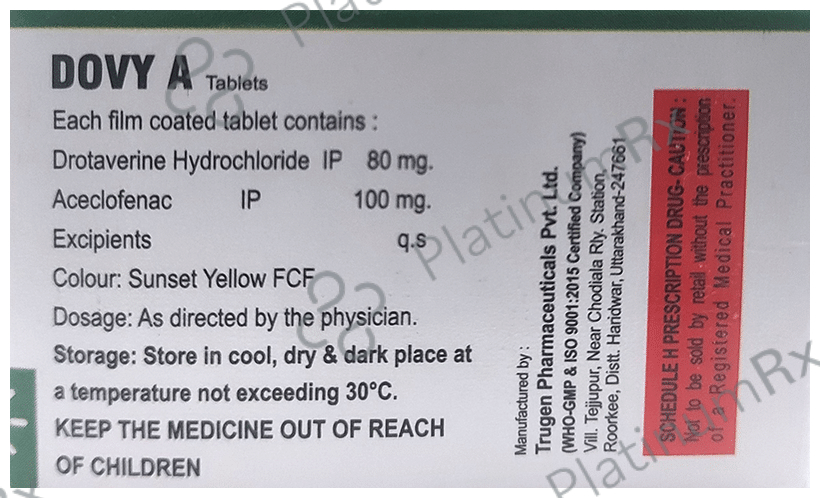 DOVY A Tablets
Each film coated tablet contains :
Drotaverine Hydrochloride IP 80 mg.
Aceclofenac IP 100 mg.
Excipients q.s
Colour: Sunset Yellow FCF
Dosage: As directed by the physician.
Storage: Store in cool, dry & dark place at
a temperature not exceeding 30°C.
KEEP THE MEDICINE OUT OF REACH
OF CHILDREN
Manufactured by :
Trugen Pharmaceuticals Pvt. Ltd.
(WHO-GMP & ISO 9001:2015 Certified Company)
Vill. Tejjupur, Near Chodiala Rly. Station,
Roorkee, Distt. Haridwar, Uttarakhand-247661
SCHEDULE H PRESCRIPTION DRUG- CAUTION :
Not to be sold by retail without the prescription
of a Registered Medical Practitioner.
PlatinumRx
PlatinumRx